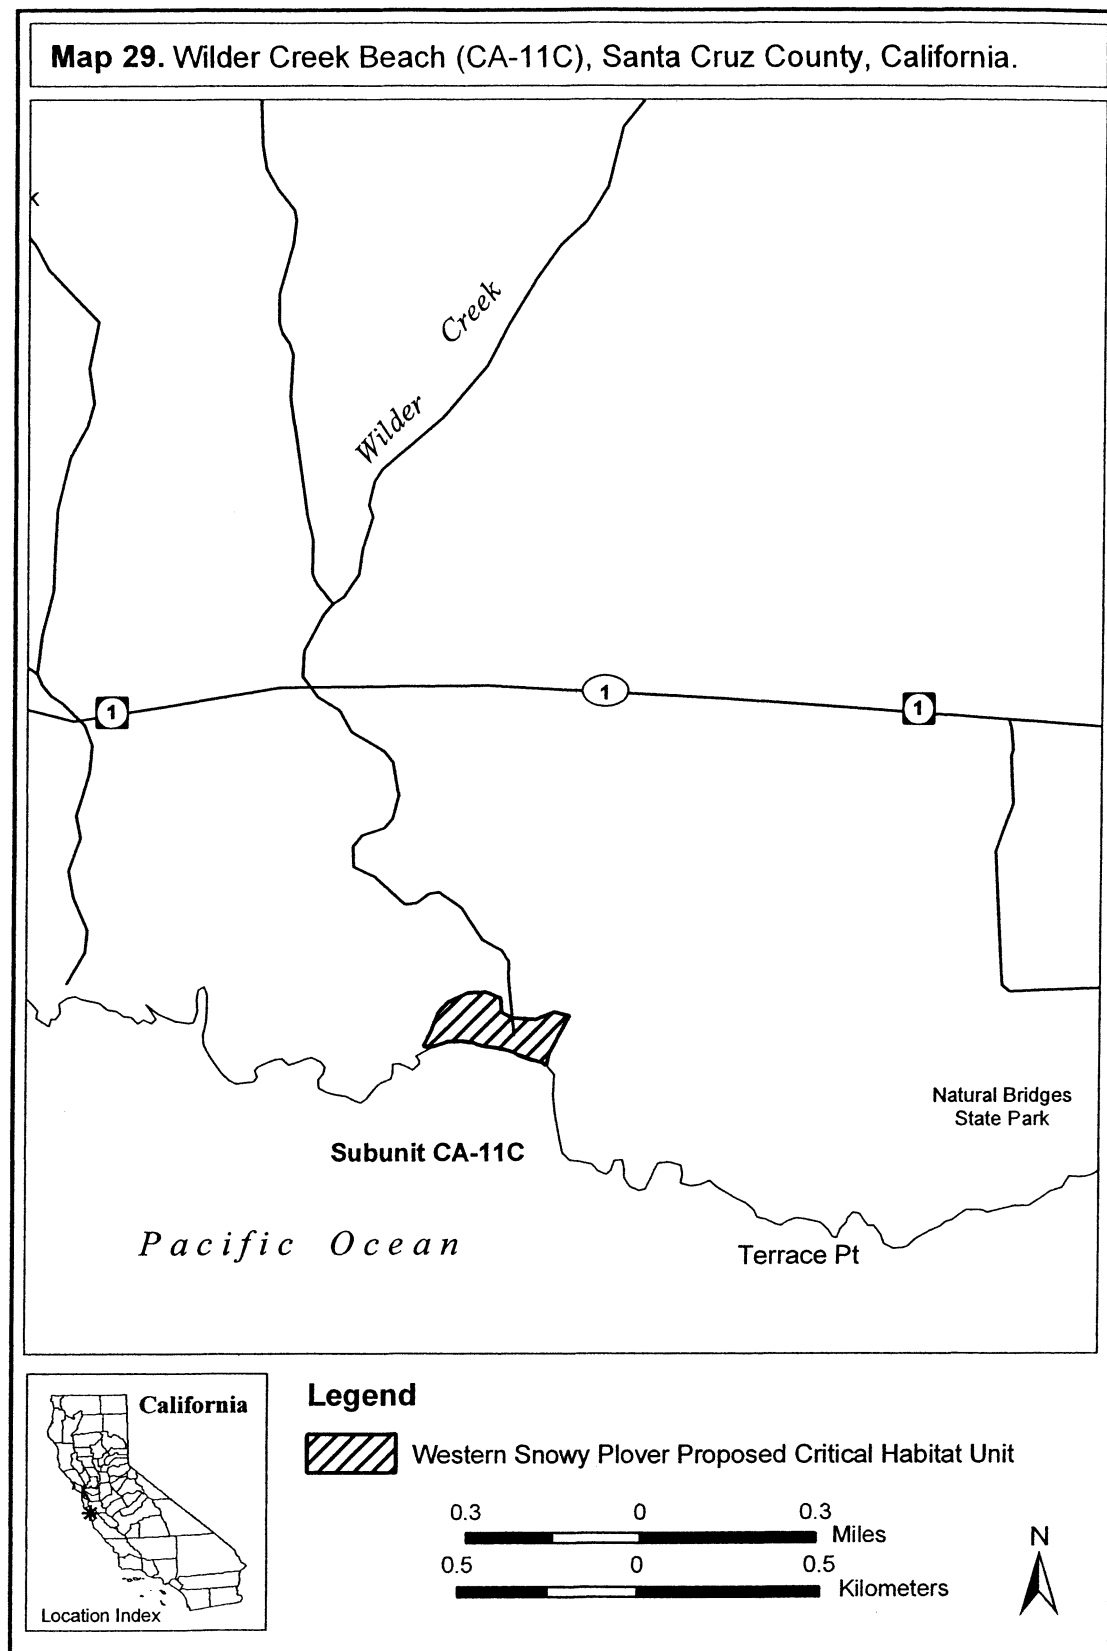 Map 29. Wilder Creek Beach (CA-11C), Santa Cruz County, California.
Creek
Wilder
1
1
1
Natural Bridges
State Park
Subunit CA-11C
Pacific Ocean
Terrace Pt
California
Location Index
Legend
Western Snowy Plover Proposed Critical Habitat Unit
0.3 0 0.3
Miles
0.5 0 0.5
Kilometers
N